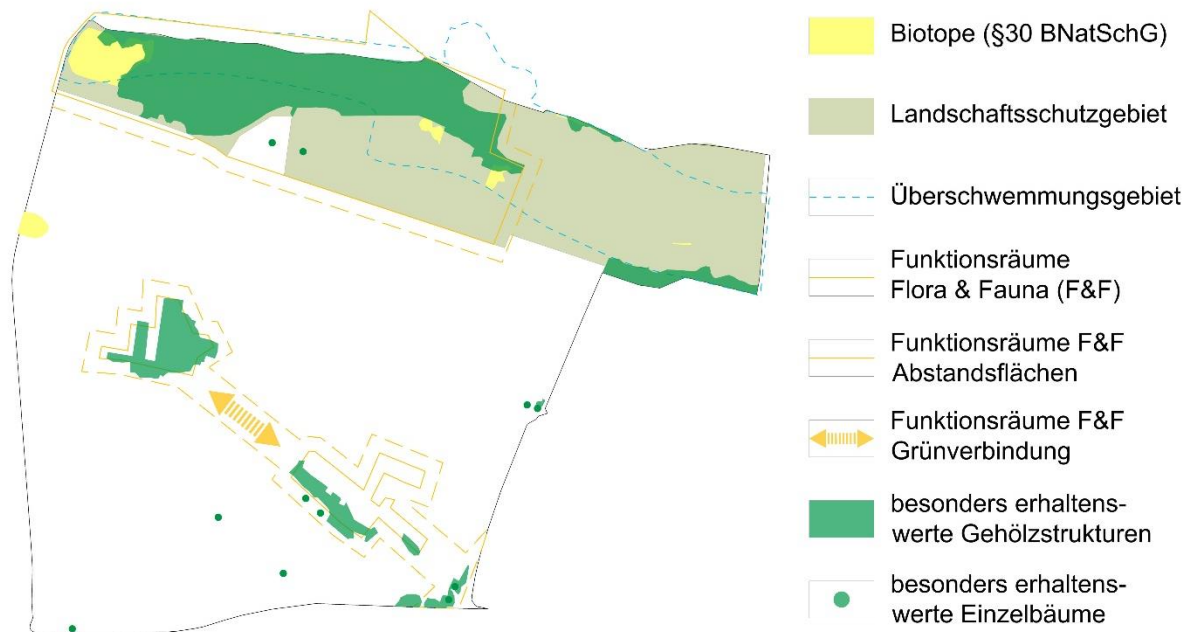 Biotope (§30 BNatSchG)
Landschaftsschutzgebiet
Überschwemmungsgebiet
Funktionsräume
Flora & Fauna (F&F)
Funktionsräume F&F
Abstandsflächen
Funktionsräume F&F
Grünverbindung
besonders erhaltens-
werte Gehölzstrukturen
besonders erhaltens-
werte Einzelbäume